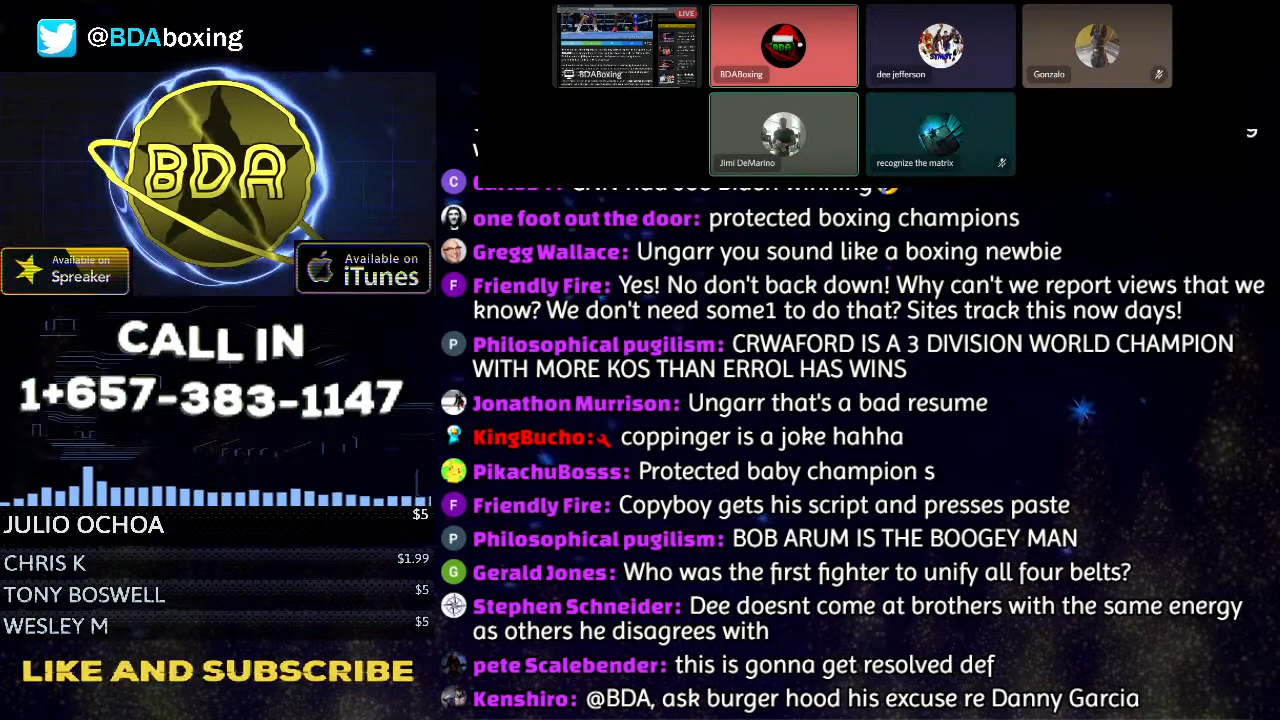 @BDAboxing
LIVE
BDABoxing
BDABoxing
dee jefferson
Gonzalo
Jimi DeMarino
recognize the matrix
BDA
Available on
Spreaker
Available on
iTunes
CALL IN
1+657-383-1147
JULIO OCHOA $5
CHRIS K $1.99
TONY BOSWELL $5
WESLEY M $5
LIKE AND SUBSCRIBE
one foot out the door: protected boxing champions
Gregg Wallace: Ungarr you sound like a boxing newbie
Friendly Fire: Yes! No don't back down! Why can't we report views that we
know? We don't need some1 to do that? Sites track this now days!
Philosophical pugilism: CRWAFORD IS A 3 DIVISION WORLD CHAMPION
WITH MORE KOS THAN ERROL HAS WINS
Jonathon Murrison: Ungarr that's a bad resume
KingBucho: coppinger is a joke hahha
PikachuBosss: Protected baby champion s
Friendly Fire: Copyboy gets his script and presses paste
Philosophical pugilism: BOB ARUM IS THE BOOGEY MAN
Gerald Jones: Who was the first fighter to unify all four belts?
Stephen Schneider: Dee doesnt come at brothers with the same energy
as others he disagrees with
pete Scalebender: this is gonna get resolved def
Kenshiro: @BDA, ask burger hood his excuse re Danny Garcia